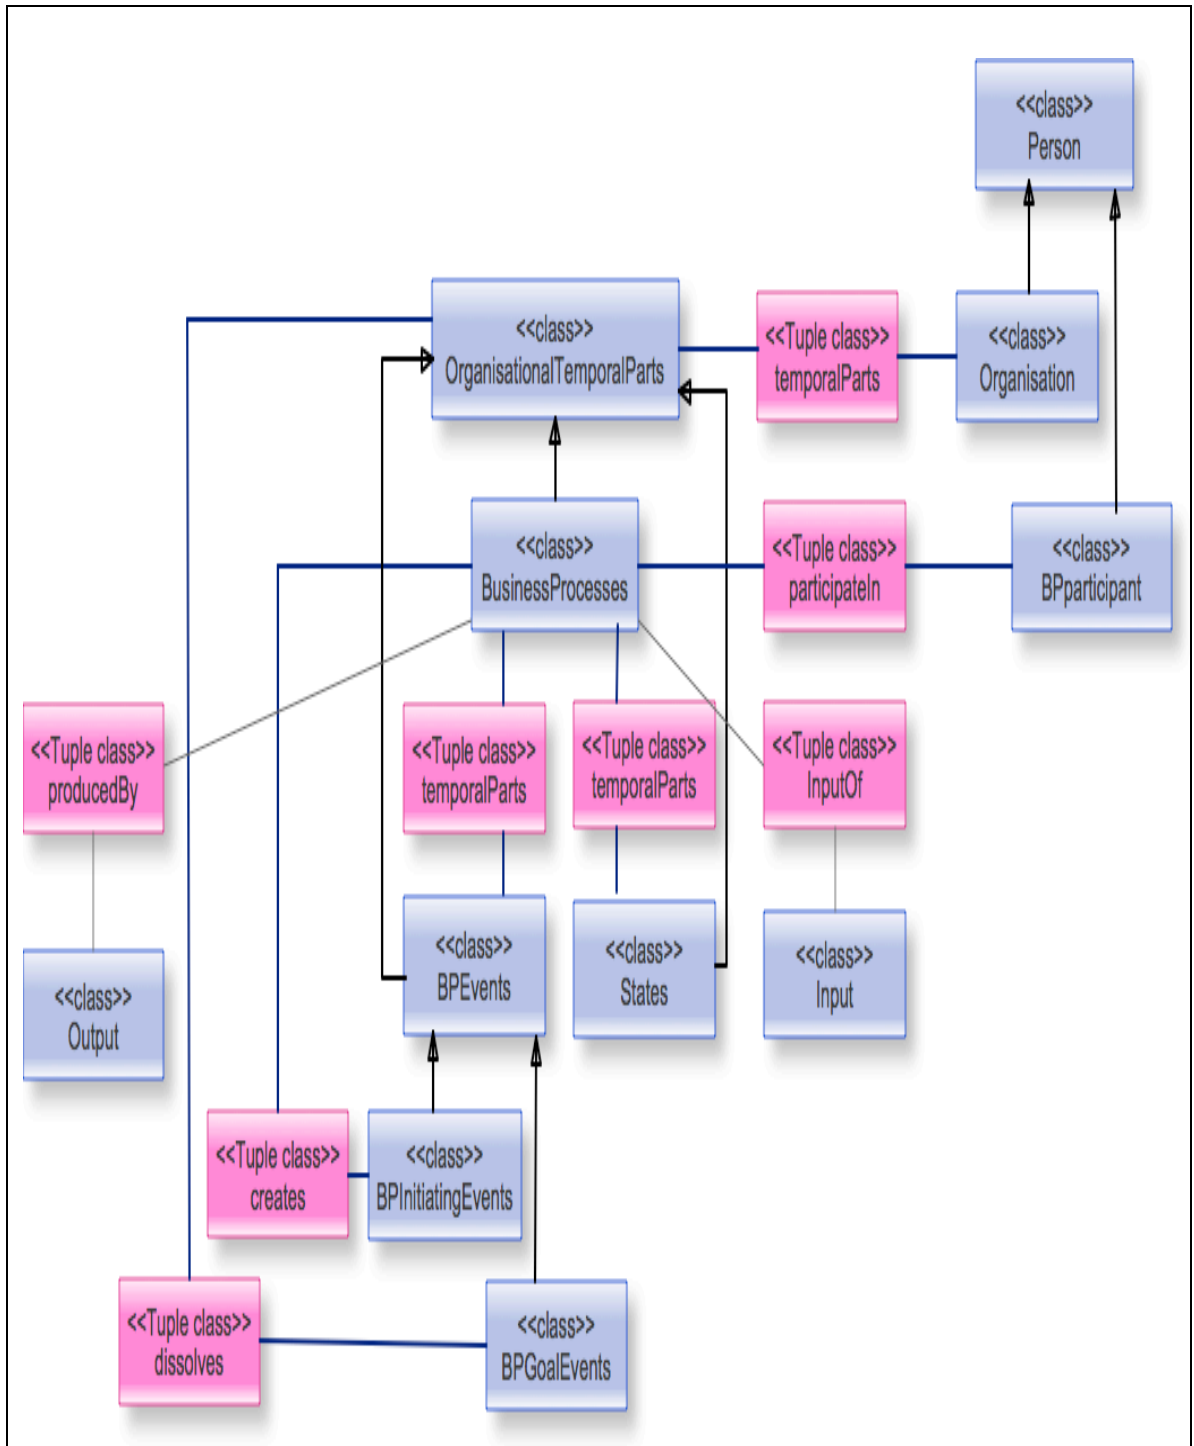 <<class>>
Person
<<class>>
OrganisationalTemporalParts
<<Tuple class>>
temporalParts
<<class>>
Organisation
<<class>>
BusinessProcesses
<<Tuple class>>
participateIn
<<class>>
BPparticipant
<<Tuple class>>
producedBy
<<Tuple class>>
temporalParts
<<Tuple class>>
temporalParts
<<Tuple class>>
InputOf
<<class>>
Output
<<class>>
BPEvents
<<class>>
States
<<class>>
Input
<<Tuple class>>
creates
<<class>>
BPInitiatingEvents
<<Tuple class>>
dissolves
<<class>>
BPGoalEvents